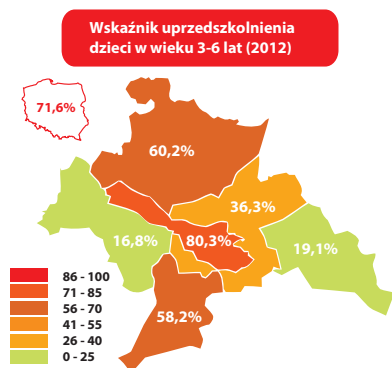 Wskaźnik uprzedszkolnienia
dzieci w wieku 3-6 lat (2012)
71,6%
60,2%
36,3%
16,8%
80,3%
19,1%
58,2%
86 - 100
71 - 85
56 - 70
41 - 55
26 - 40
0 - 25